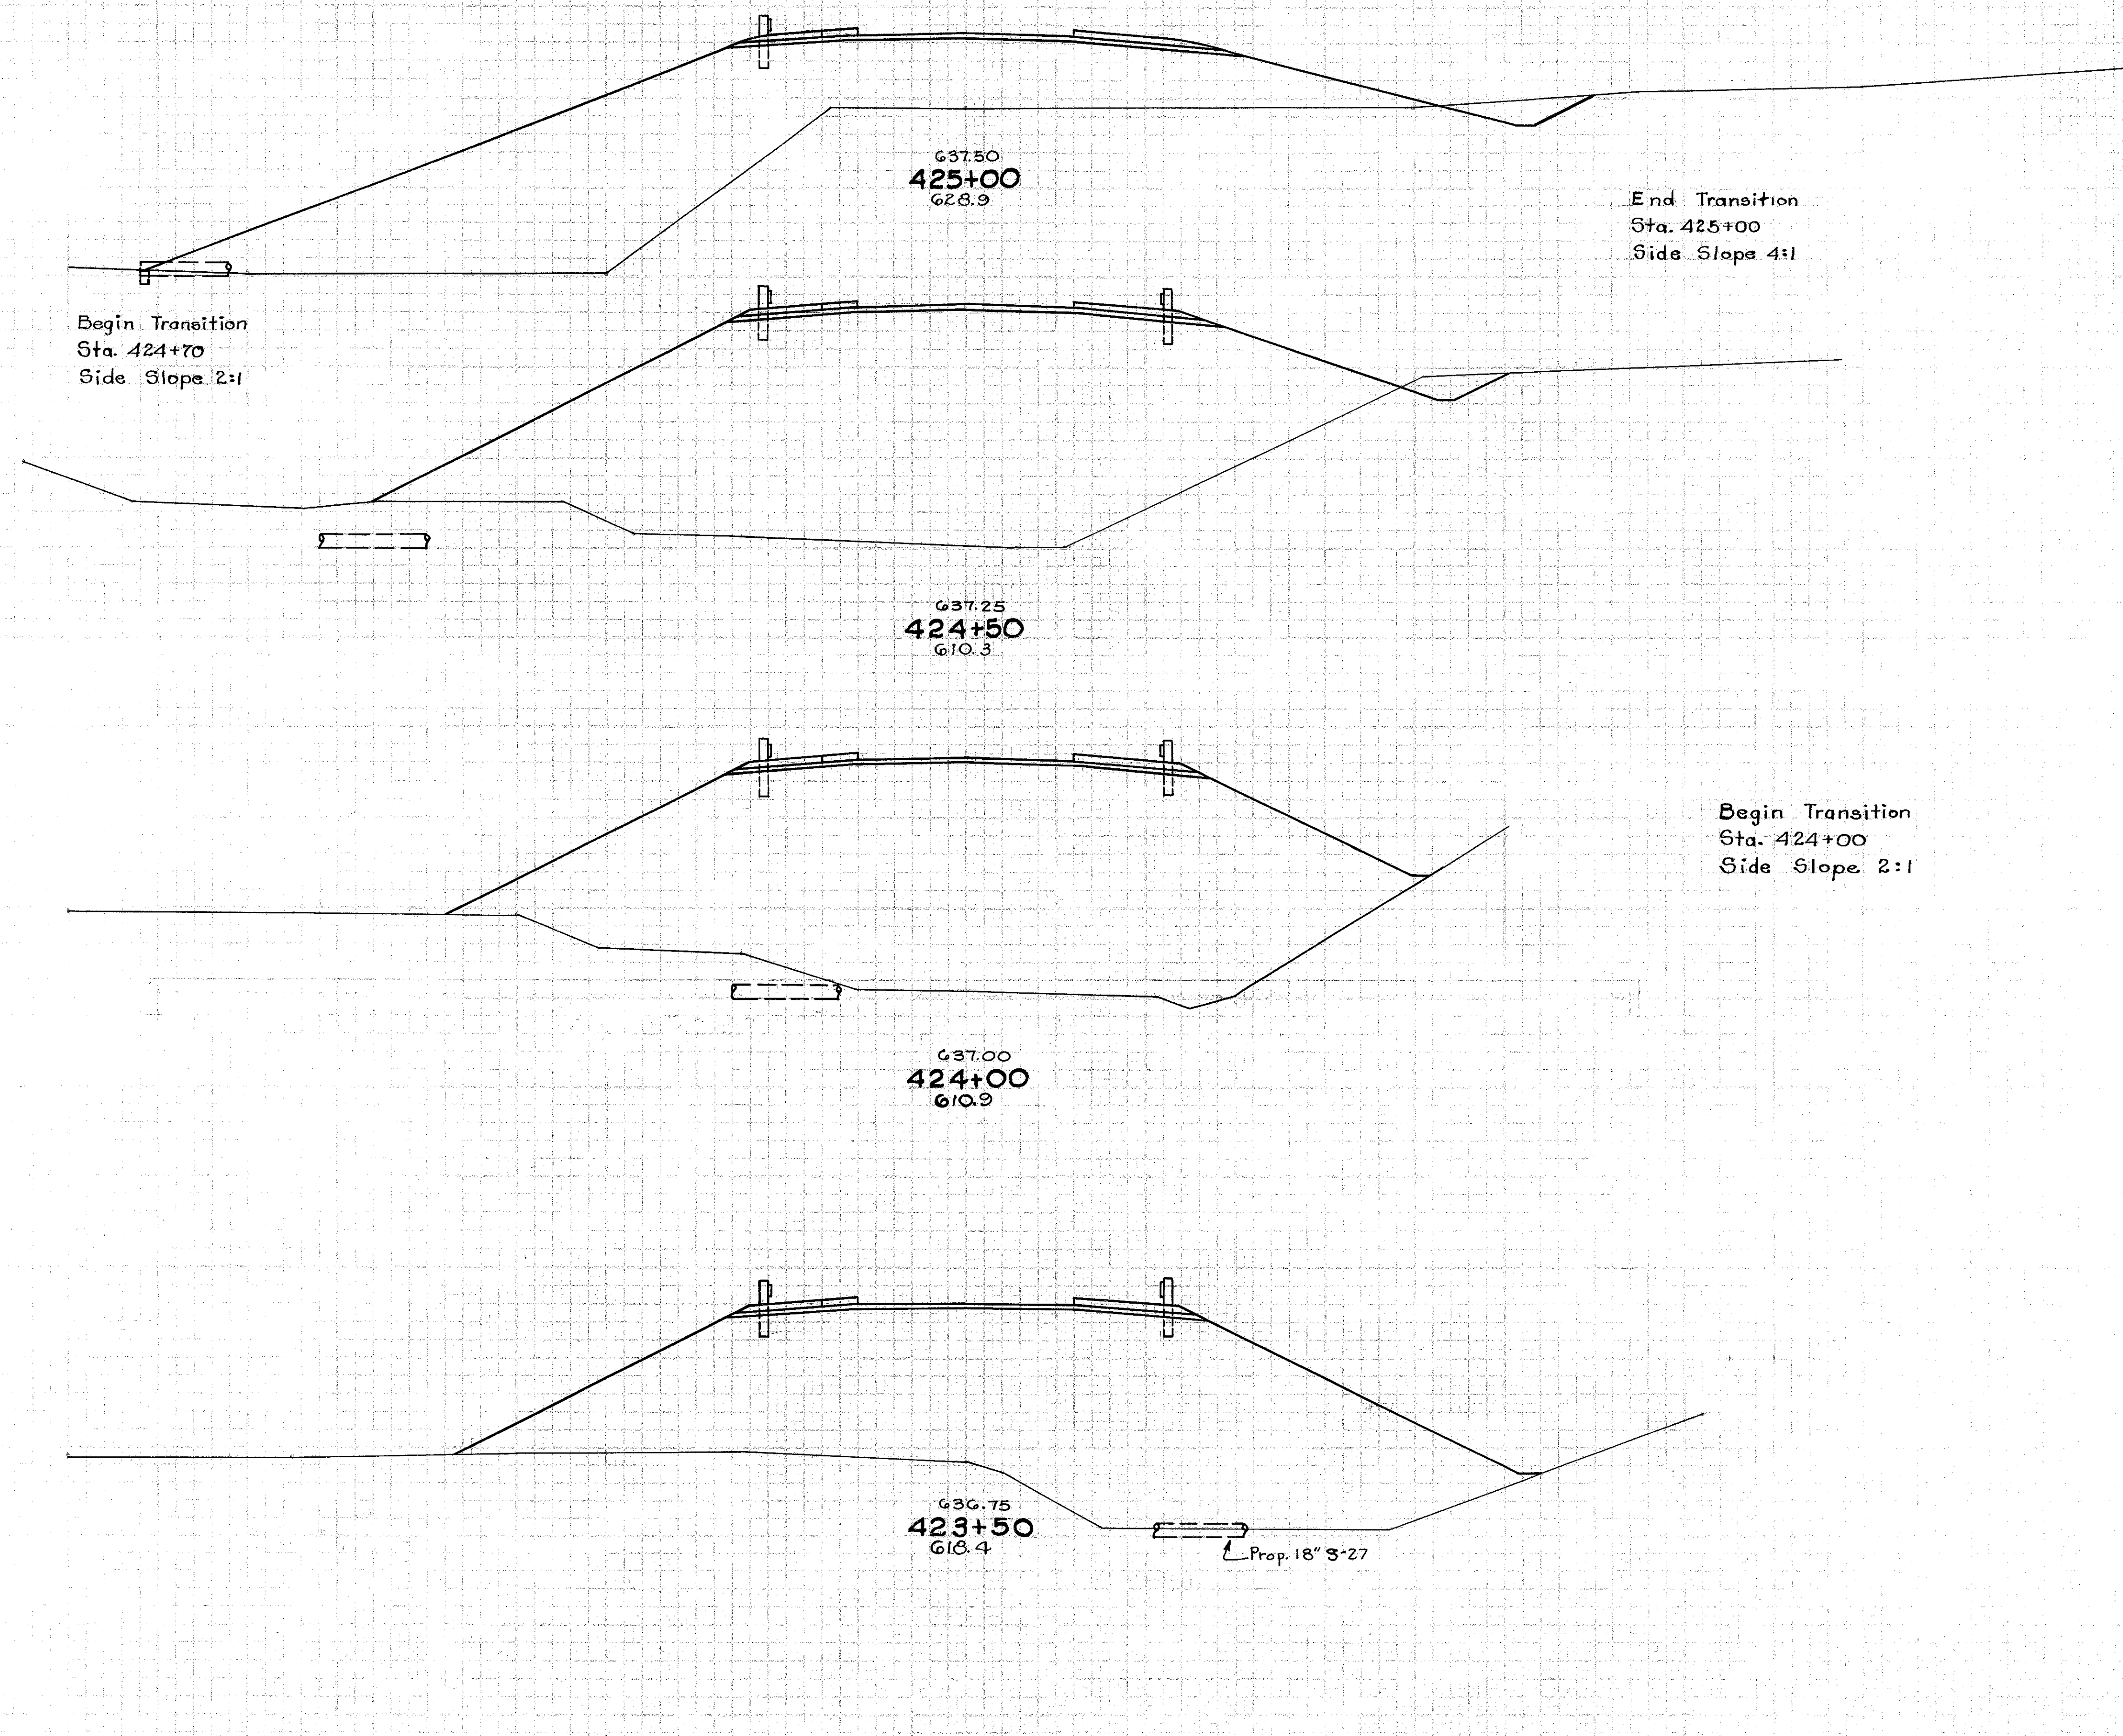 637.50
425+00
628.9
End Transition
Sta. 425+00
Side Slope 4:1
Begin Transition
Sta. 424+70
Side Slope 2:1
637.25
424+50
610.3
Begin Transition
Sta. 424+00
Side Slope 2:1
637.00
424+00
610.9
636.75
423+50
618.4
Prop. 18" S-27